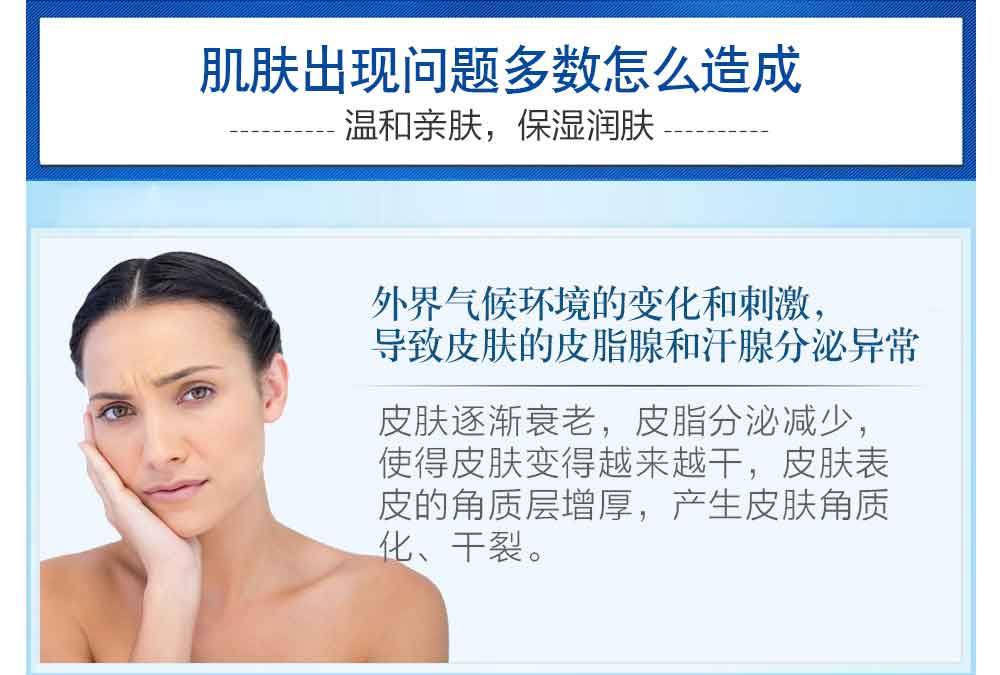 肌肤出现问题多数怎么造成
---------- 温和亲肤，保湿润肤 ----------
外界气候环境的变化和刺激，
导致皮肤的皮脂腺和汗腺分泌异常
皮肤逐渐衰老，皮脂分泌减少，
使得皮肤变得越来越干，皮肤表
皮的角质层增厚，产生皮肤角质
化、干裂。